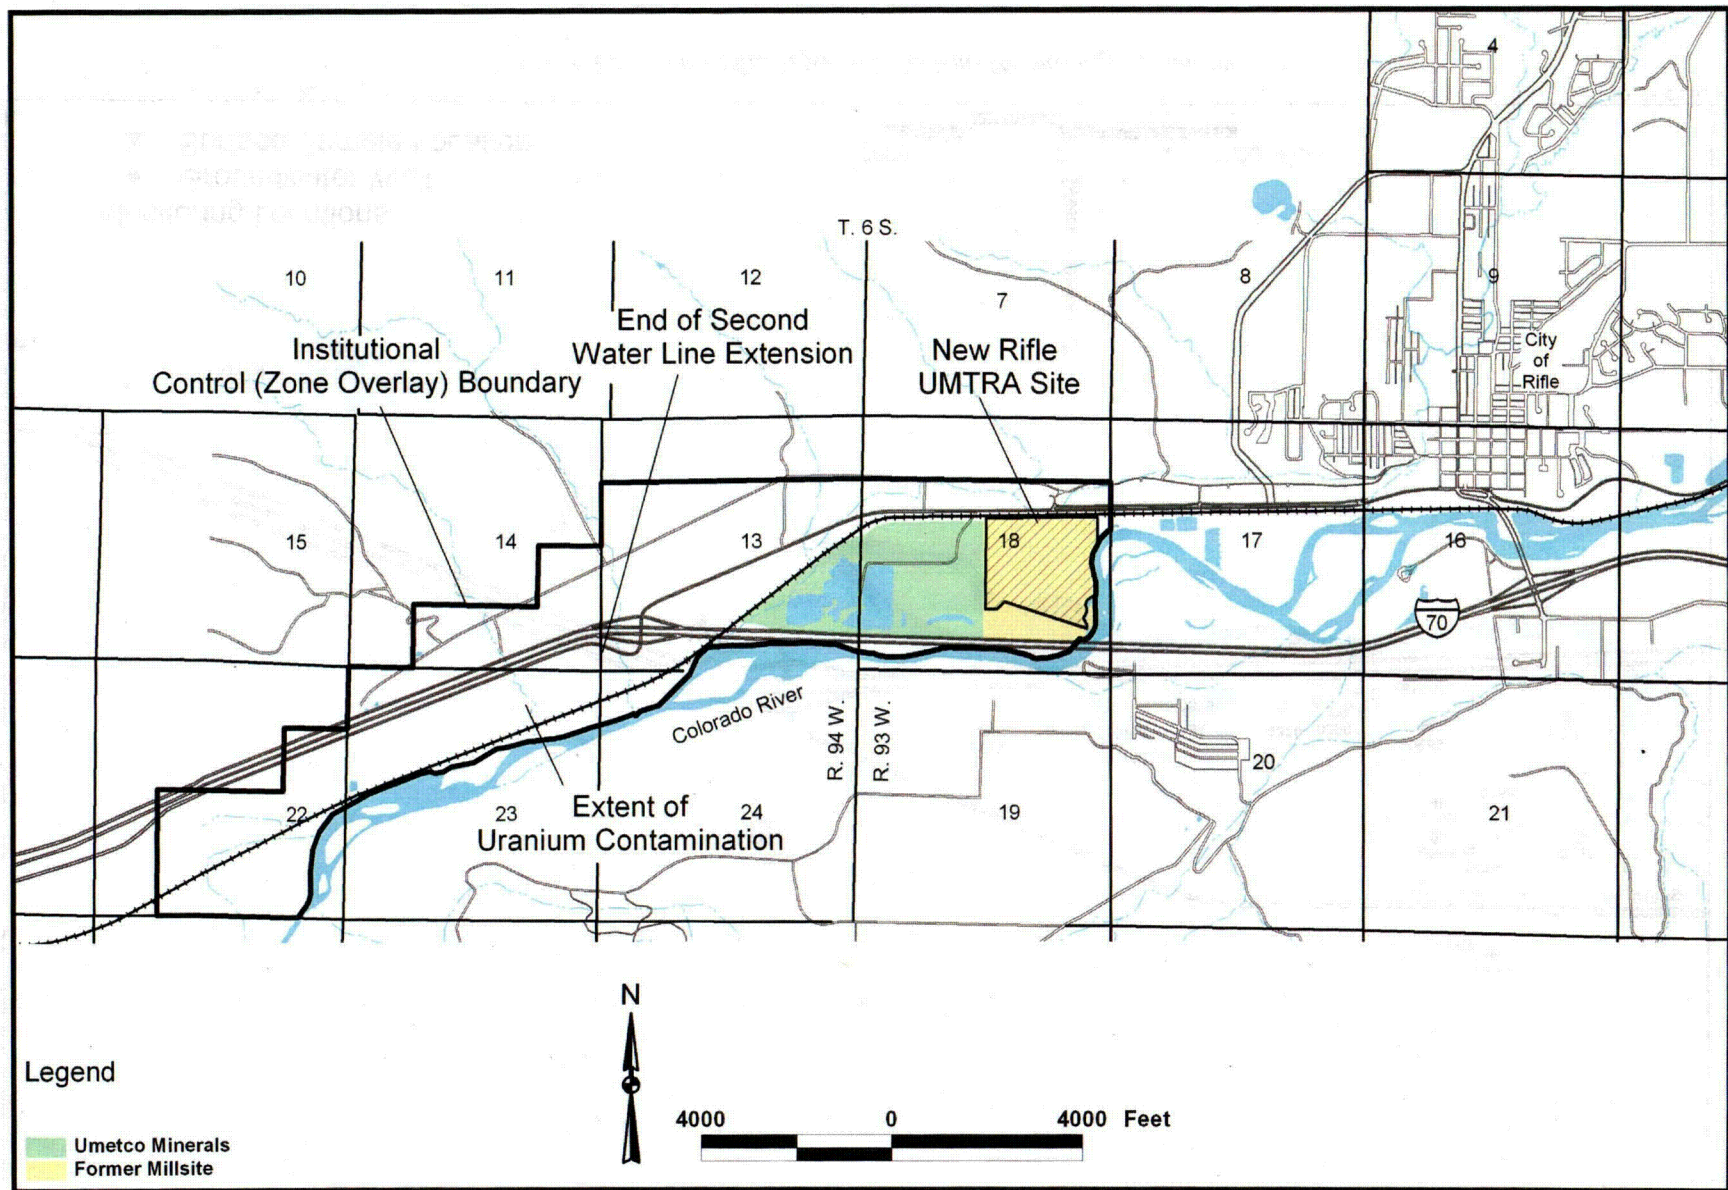 4
T. 6 S.
10
11
12
7
8
9
End of Second
Water Line Extension
Institutional
Control (Zone Overlay) Boundary
New Rifle
UMTRA Site
City
of
Rifle
15
14
13
18
17
16
70
Colorado River
R. 94 W.
R. 93 W.
20
22
23
24
19
21
Extent of
Uranium Contamination
N
Legend
4000 0 4000 Feet
Umetco Minerals
Former Millsite